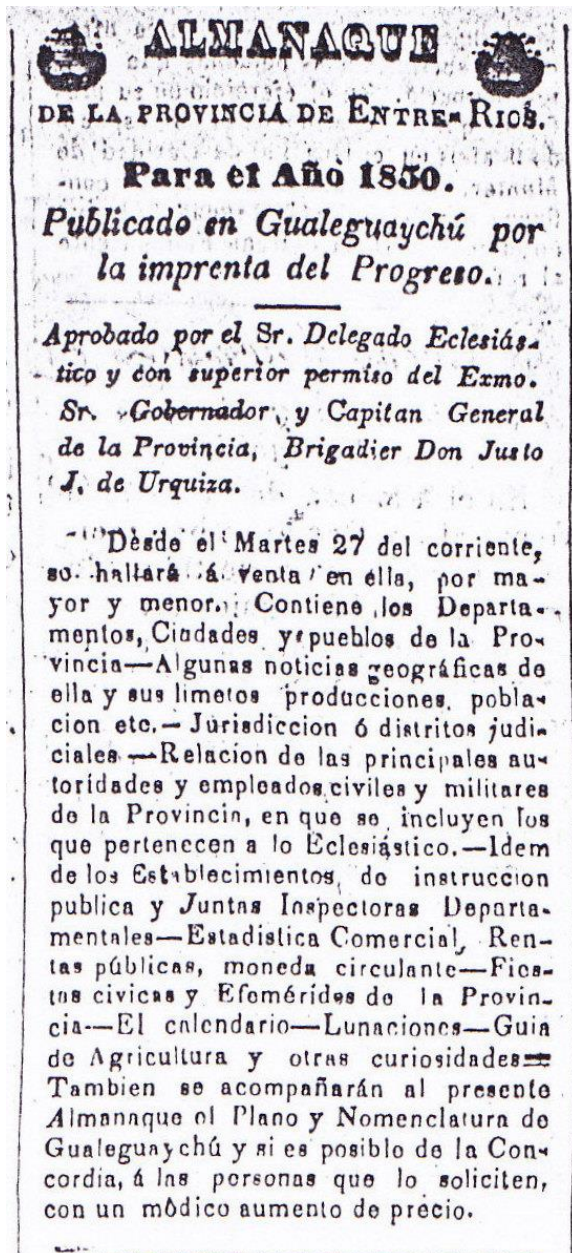 ALMANAQUE
DE LA PROVINCIA DE ENTRE-RIOS.
Para el Año 1850.
Publicado en Gualeguaychú por
la imprenta del Progreso.
Aprobado por el Sr. Delegado Eclesiás-
tico y con superior permiso del Exmo.
Sr. Gobernador, y Capitan General
de la Provincia, Brigadier Don Justo
J. de Urquiza.
Desde el Martes 27 del corriente,
se hallará á venta en ella, por ma-
yor y menor. Contiene los Departa-
mentos, Ciudades y pueblos de la Pro-
vincia—Algunas noticias geográficas de
ella y sus limetos producciones, pobla-
cion etc.—Jurisdiccion ó distritos judi-
ciales—Relacion de las principales au-
toridades y empleados civiles y militares
de la Provincia, en que se incluyen los
que pertenecen a lo Eclesiástico.—Idem
de los Establecimientos, de instruccion
publica y Juntas Inspectoras Departa-
mentales—Estadistica Comercial, Ren-
tas públicas, moneda circulante—Fies-
tas civicas y Efemérides de la Provin-
cia—El calendario—Lunaciones—Guia
de Agricultura y otras curiosidades=
Tambien se acompañarán al presente
Almanaque el Plano y Nomenclatura de
Gualeguaychú y si es posible de la Con-
cordia, á las personas que lo soliciten,
con un módico aumento de precio.